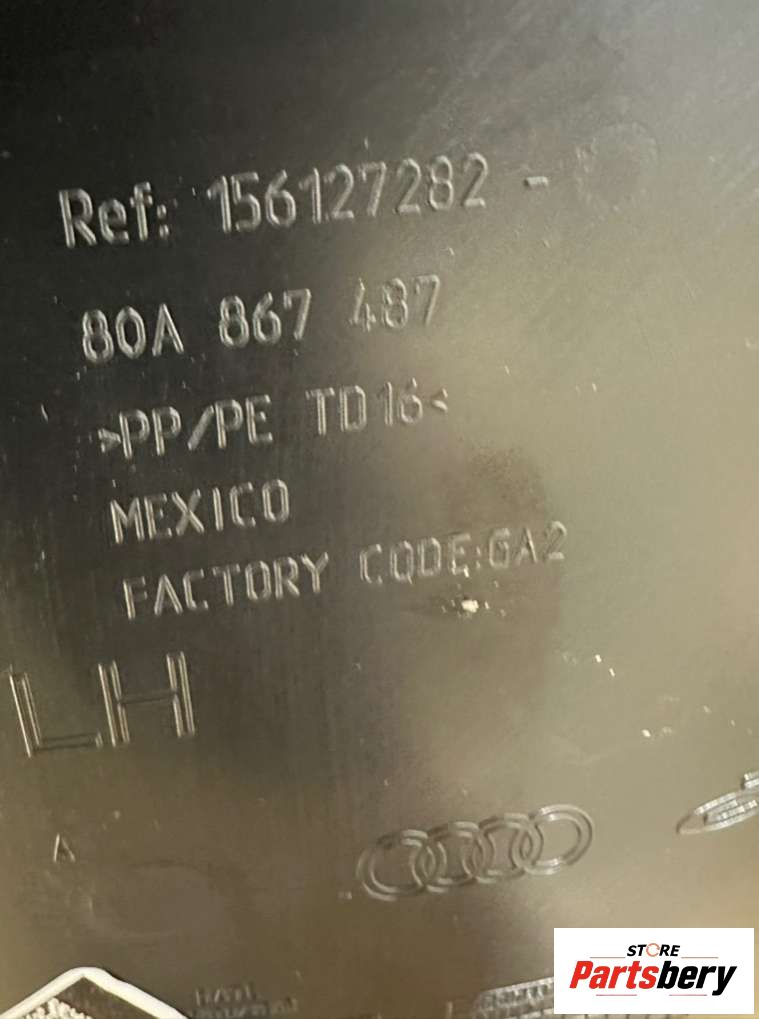 Ref: 156127282 -
80A 867 487
>PP/PE TD16<
MEXICO
FACTORY CODE:GA2
LH
A
STORE
Partsbery